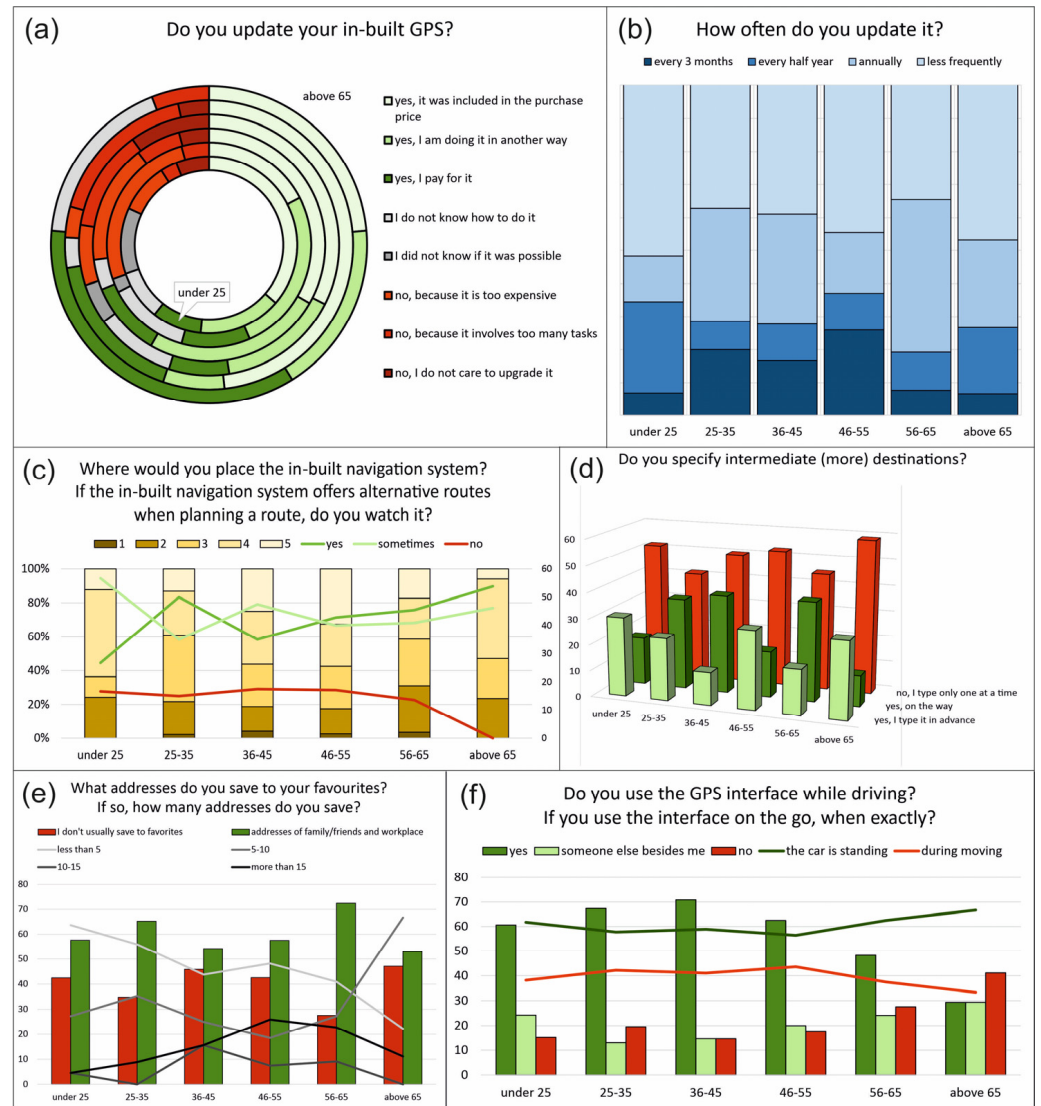 (a)
Do you update your in-built GPS?
above 65
under 25
yes, it was included in the purchase
price
yes, I am doing it in another way
yes, I pay for it
I do not know how to do it
I did not know if it was possible
no, because it is too expensive
no, because it involves too many tasks
no, I do not care to upgrade it
(b)
How often do you update it?
every 3 months every half year annually less frequently
under 25 25-35 36-45 46-55 56-65 above 65
(c)
Where would you place the in-built navigation system?
If the in-built navigation system offers alternative routes
when planning a route, do you watch it?
1 2 3 4 5 yes sometimes no
100% 60
80% 50
40
60%
30
40%
20
20% 10
0% 0
under 25 25-35 36-45 46-55 56-65 above 65
(d)
Do you specify intermediate (more) destinations?
60
50
40
30
20
10
0
under 25 25-35 36-45 46-55 56-65 above 65
no, I type only one at a time
yes, on the way
yes, I type it in advance
(e)
What addresses do you save to your favourites?
If so, how many addresses do you save?
I don't usually save to favorites addresses of family/friends and workplace
less than 5 5-10
10-15 more than 15
80
70
60
50
40
30
20
10
0
under 25 25-35 36-45 46-55 56-65 above 65
(f)
Do you use the GPS interface while driving?
If you use the interface on the go, when exactly?
yes someone else besides me no the car is standing during moving
80
70
60
50
40
30
20
10
0
under 25 25-35 36-45 46-55 56-65 above 65